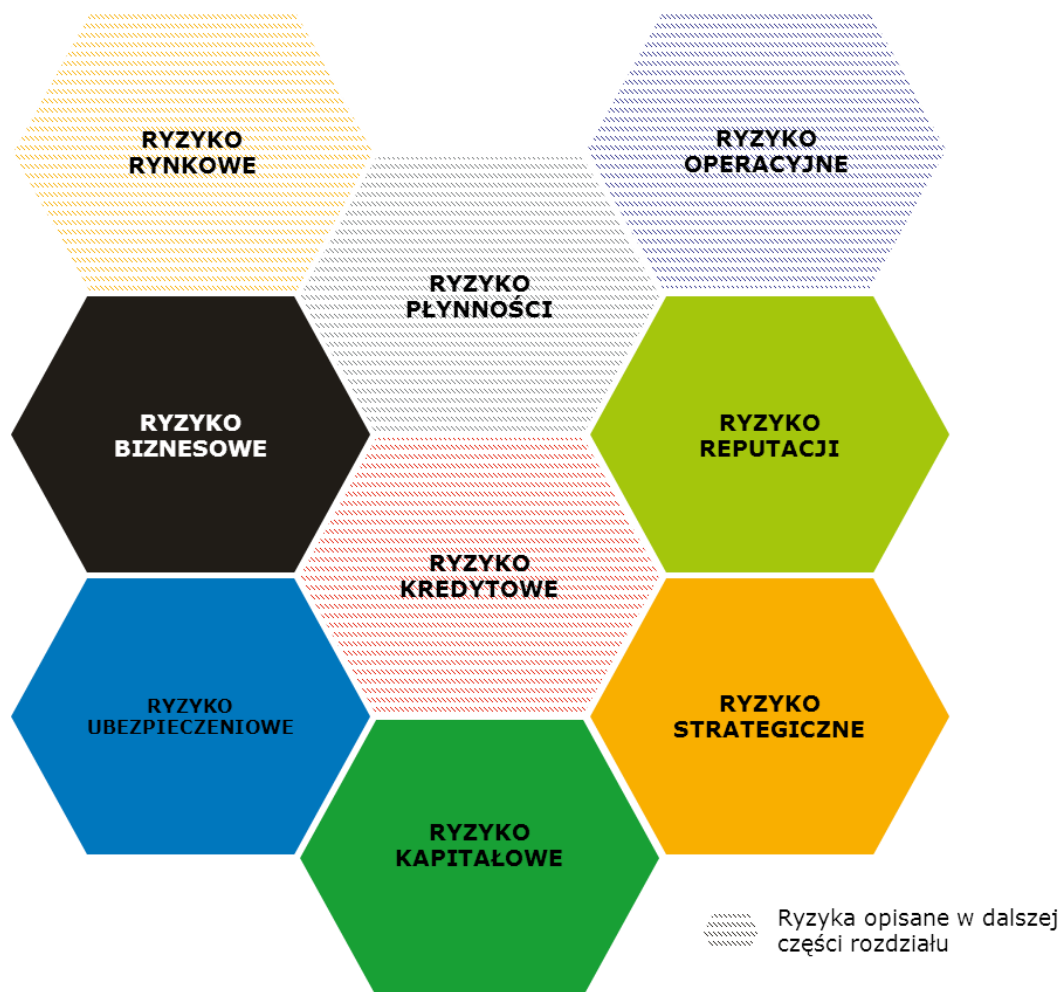 RYZYKO
RYNKOWE
RYZYKO
OPERACYJNE
RYZYKO
PŁYNNOŚCI
RYZYKO
BIZNESOWE
RYZYKO
REPUTACJI
RYZYKO
KREDYTOWE
RYZYKO
UBEZPIECZENIOWE
RYZYKO
STRATEGICZNE
RYZYKO
KAPITAŁOWE
Ryzyka opisane w dalszej
części rozdziału